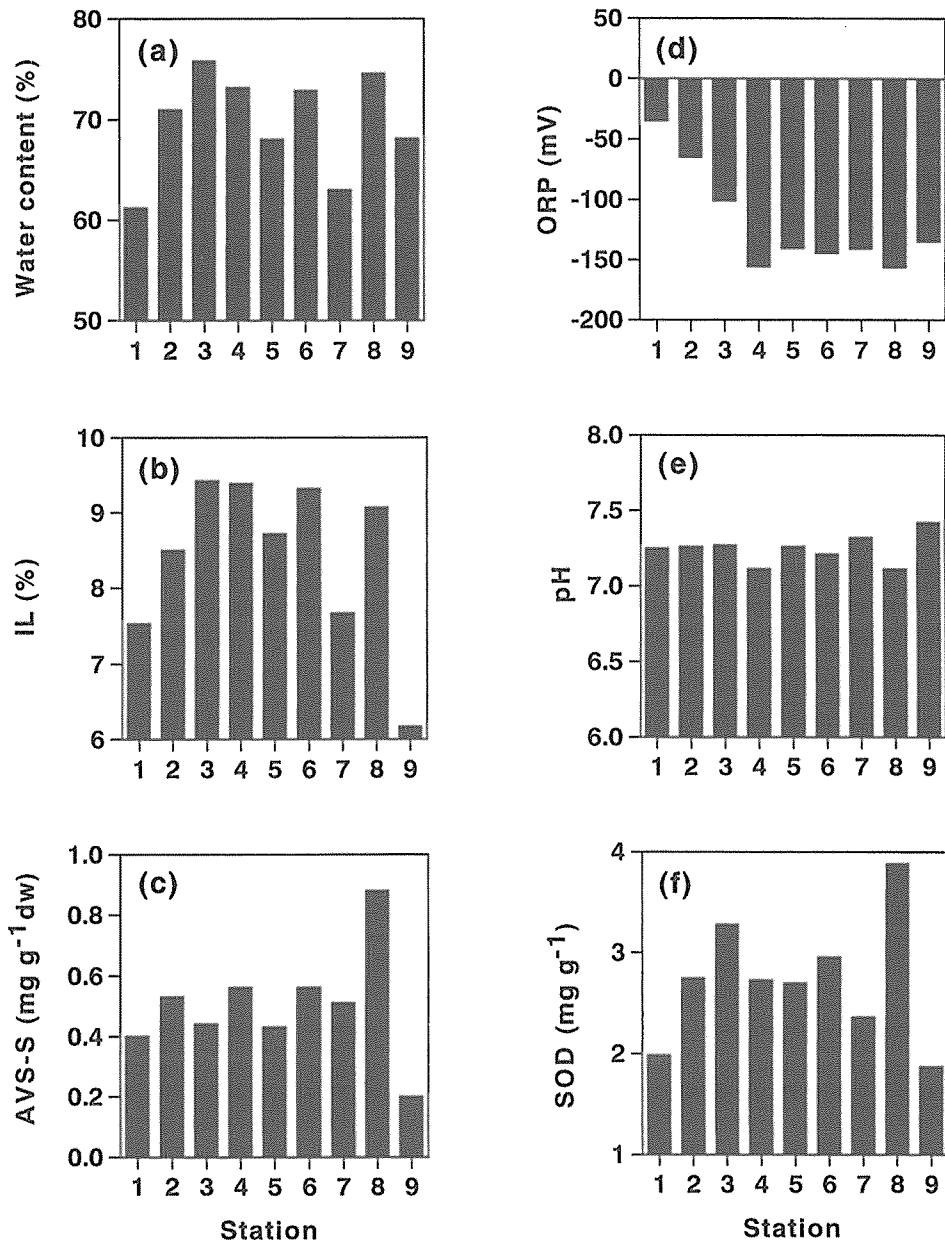 (a)
Water content (%)
80
70
60
50
1 2 3 4 5 6 7 8 9
(d)
ORP (mV)
50
0
-50
-100
-150
-200
1 2 3 4 5 6 7 8 9
(b)
IL (%)
10
9
8
7
6
1 2 3 4 5 6 7 8 9
(e)
pH
8.0
7.5
7.0
6.5
6.0
1 2 3 4 5 6 7 8 9
(c)
AVS-S (mg g⁻¹dw)
1.0
0.8
0.6
0.4
0.2
0.0
1 2 3 4 5 6 7 8 9
Station
(f)
SOD (mg g⁻¹)
4
3
2
1
1 2 3 4 5 6 7 8 9
Station